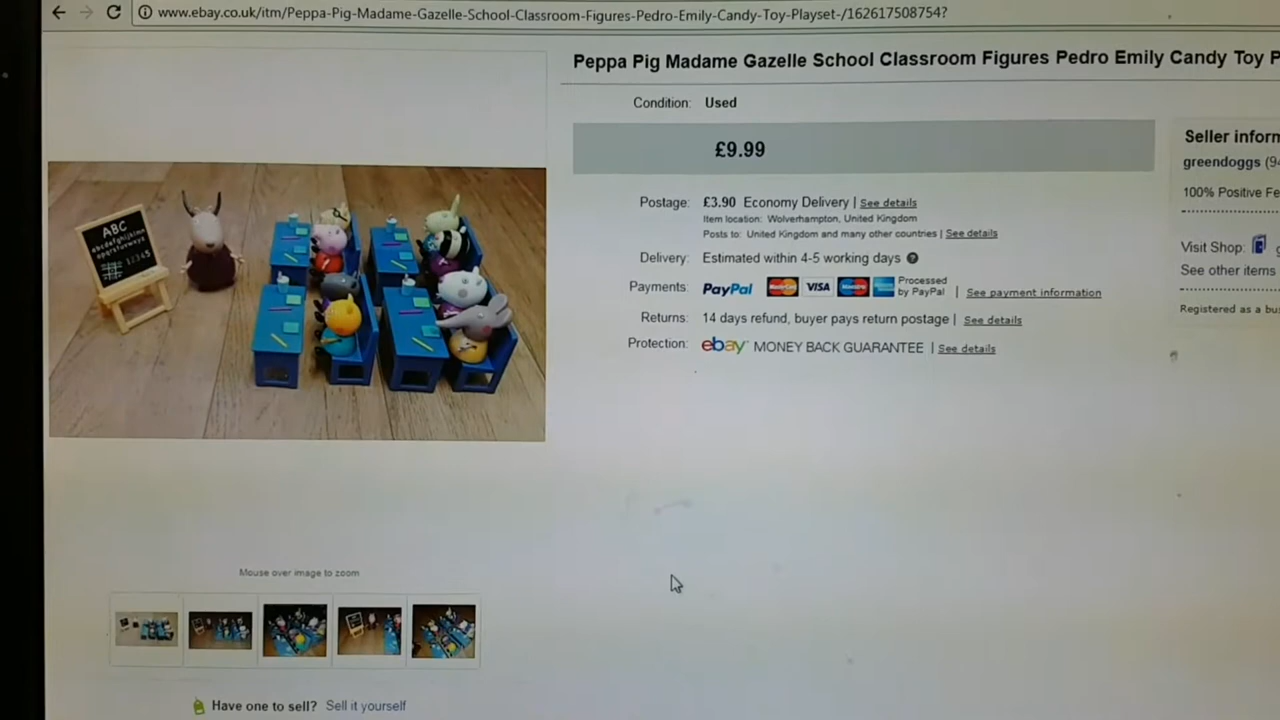 www.ebay.co.uk/itm/Peppa-Pig-Madame-Gazelle-School-Classroom-Figures-Pedro-Emily-Candy-Toy-Playset-/162617508754?
Peppa Pig Madame Gazelle School Classroom Figures Pedro Emily Candy Toy P
Condition: Used
£9.99
Seller inform
greendoggs (94
100% Positive Fe
Postage: £3.90 Economy Delivery | See details
Item location: Wolverhampton, United Kingdom
Posts to: United Kingdom and many other countries | See details
Visit Shop:
See other items
Delivery: Estimated within 4-5 working days
Payments: PayPal VISA Processed by PayPal | See payment information
Registered as a bu
Returns: 14 days refund, buyer pays return postage | See details
Protection: ebay MONEY BACK GUARANTEE | See details
ABC
abcdefghijklmn
opqrstuvwxyz
12345
Mouse over image to zoom
Have one to sell? Sell it yourself